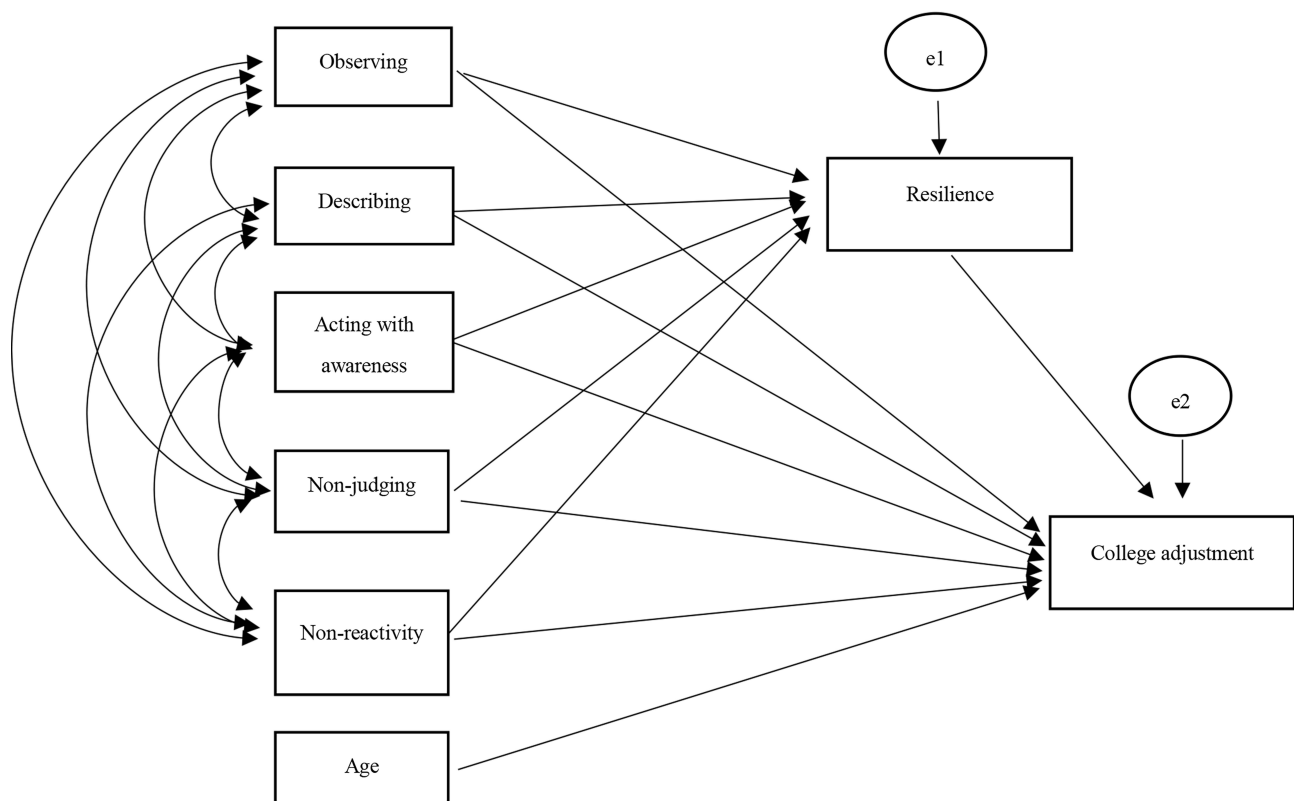 Observing
e1
Describing
Resilience
Acting with
awareness
e2
Non-judging
College adjustment
Non-reactivity
Age